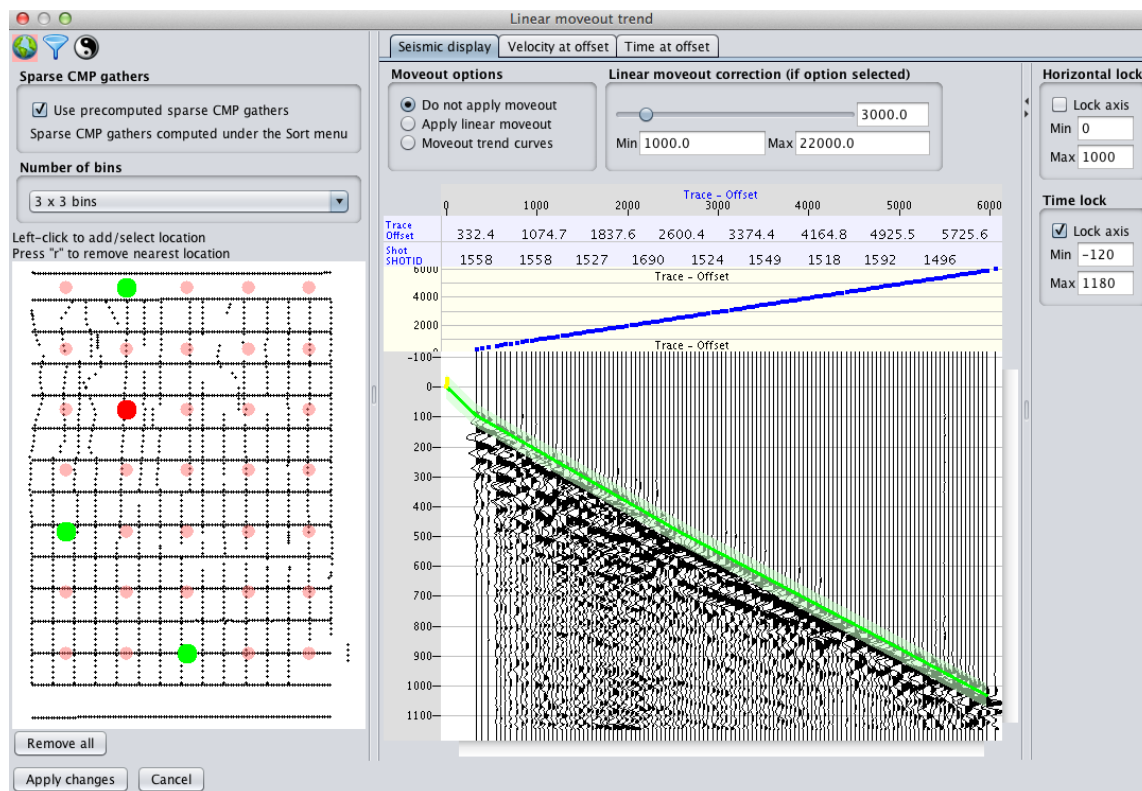 Linear moveout trend
Sparse CMP gathers
Use precomputed sparse CMP gathers
Sparse CMP gathers computed under the Sort menu
Number of bins
3 x 3 bins
Left-click to add/select location
Press "r" to remove nearest location
Remove all
Apply changes Cancel
Seismic display Velocity at offset Time at offset
Moveout options
Do not apply moveout
Apply linear moveout
Moveout trend curves
Linear moveout correction (if option selected)
3000.0
Min 1000.0 Max 22000.0
Trace - Offset
0 1000 2000 3000 4000 5000 6000
Trace
Offset 332.4 1074.7 1837.6 2600.4 3374.4 4164.8 4925.5 5725.6
Shot
SHOTID 1558 1558 1527 1690 1524 1549 1518 1592 1496
6000 Trace - Offset
4000
2000
0 Trace - Offset
-100
0
100
200
300
400
500
600
700
800
900
1000
1100
Horizontal lock
Lock axis
Min 0
Max 1000
Time lock
Lock axis
Min -120
Max 1180